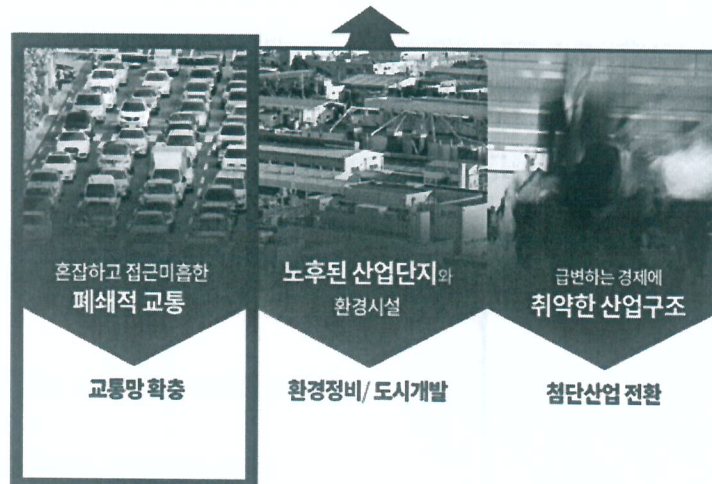 혼잡하고 접근미흡한
폐쇄적 교통
교통망 확충
노후된 산업단지와
환경시설
환경정비/ 도시개발
급변하는 경제에
취약한 산업구조
첨단산업 전환